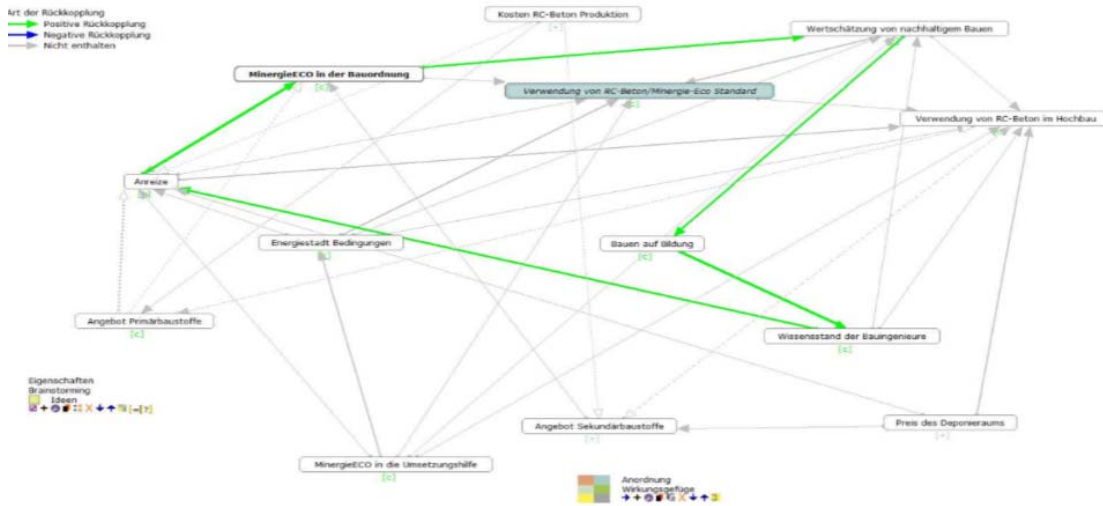 Art der Rückkopplung
Positive Rückkopplung
Negative Rückkopplung
Nicht enthalten
Kosten RC-Beton Produktion
[+]
Wertschätzung von nachhaltigem Bauen
MinergieECO in der Bauordnung
[c]
Verwendung von RC-Beton/Minergie-Eco Standard
Verwendung von RC-Beton im Hochbau
Anreize
Energiestadt Bedingungen
Bauen auf Bildung
[c]
Angebot Primärbaustoffe
[c]
Wissensstand der Bauingenieure
[c]
Eigenschaften
Brainstorming
Ideen
Angebot Sekundärbaustoffe
[+]
Preis des Deponieraums
[+]
MinergieECO in die Umsetzungshilfe
[c]
Anordnung
Wirkungsgefüge